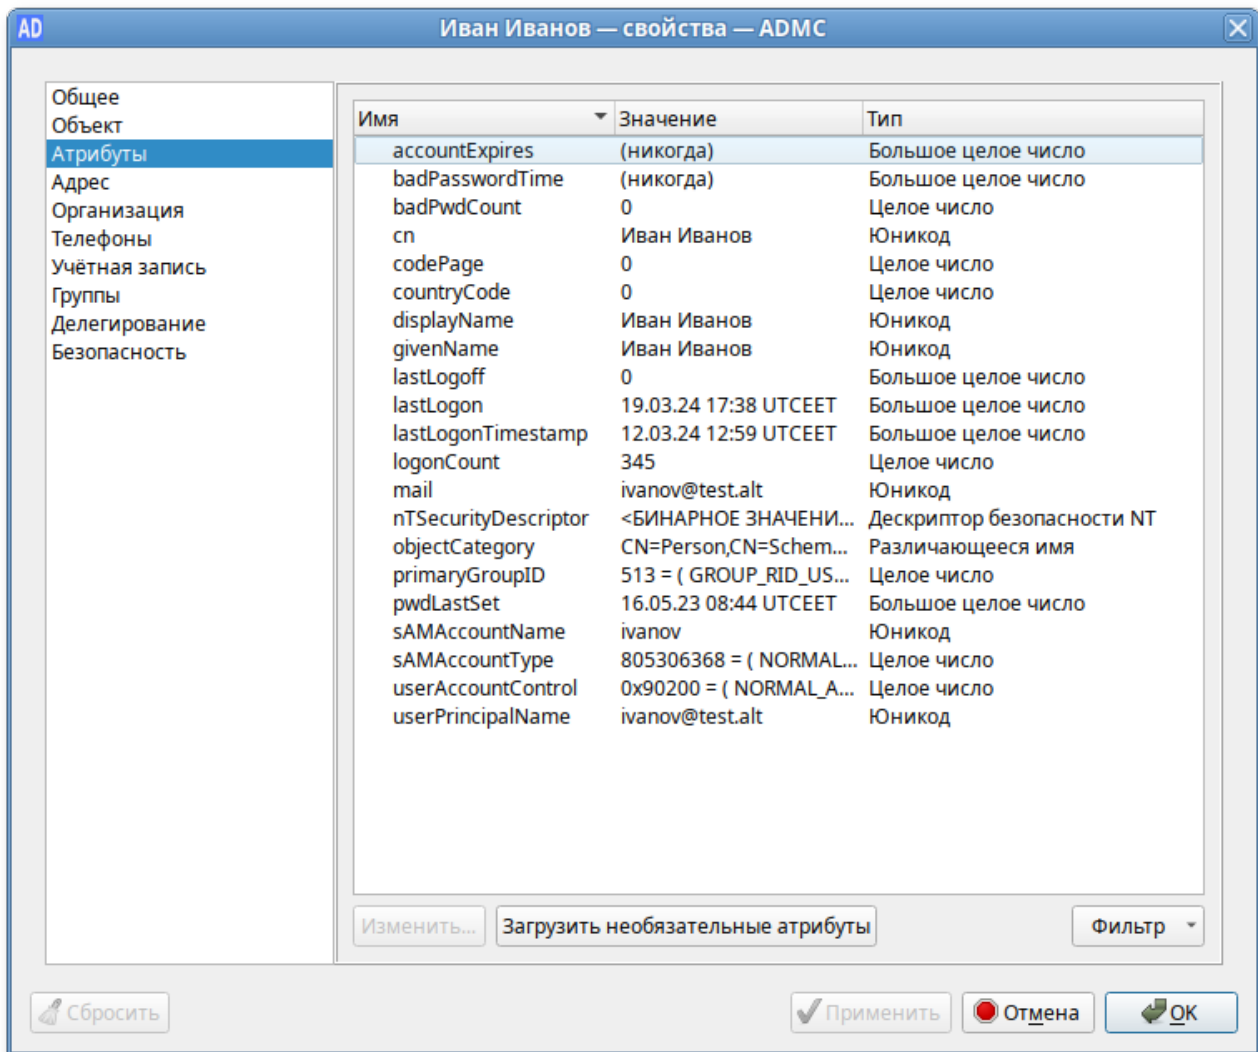 AD Иван Иванов — свойства — ADMC
Общее
Объект
Атрибуты
Адрес
Организация
Телефоны
Учётная запись
Группы
Делегирование
Безопасность
Имя Значение Тип
accountExpires (никогда) Большое целое число
badPasswordTime (никогда) Большое целое число
badPwdCount 0 Целое число
cn Иван Иванов Юникод
codePage 0 Целое число
countryCode 0 Целое число
displayName Иван Иванов Юникод
givenName Иван Иванов Юникод
lastLogoff 0 Большое целое число
lastLogon 19.03.24 17:38 UTCEET Большое целое число
lastLogonTimestamp 12.03.24 12:59 UTCEET Большое целое число
logonCount 345 Целое число
mail ivanov@test.alt Юникод
nTSecurityDescriptor <БИНАРНОЕ ЗНАЧЕНИ... Дескриптор безопасности NT
objectCategory CN=Person,CN=Schem... Различающееся имя
primaryGroupID 513 = ( GROUP_RID_US... Целое число
pwdLastSet 16.05.23 08:44 UTCEET Большое целое число
sAMAccountName ivanov Юникод
sAMAccountType 805306368 = ( NORMAL... Целое число
userAccountControl 0x90200 = ( NORMAL_A... Целое число
userPrincipalName ivanov@test.alt Юникод
Изменить... Загрузить необязательные атрибуты Фильтр
Сбросить Применить Отмена OK